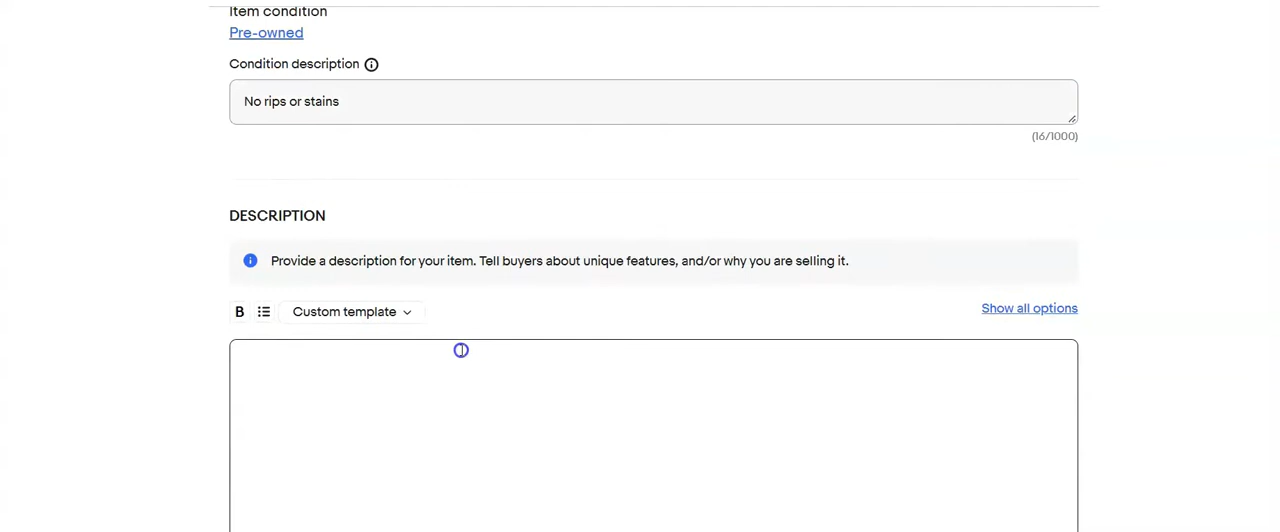 Item condition
Pre-owned
Condition description
No rips or stains
(16/1000)
DESCRIPTION
Provide a description for your item. Tell buyers about unique features, and/or why you are selling it.
B Custom template Show all options